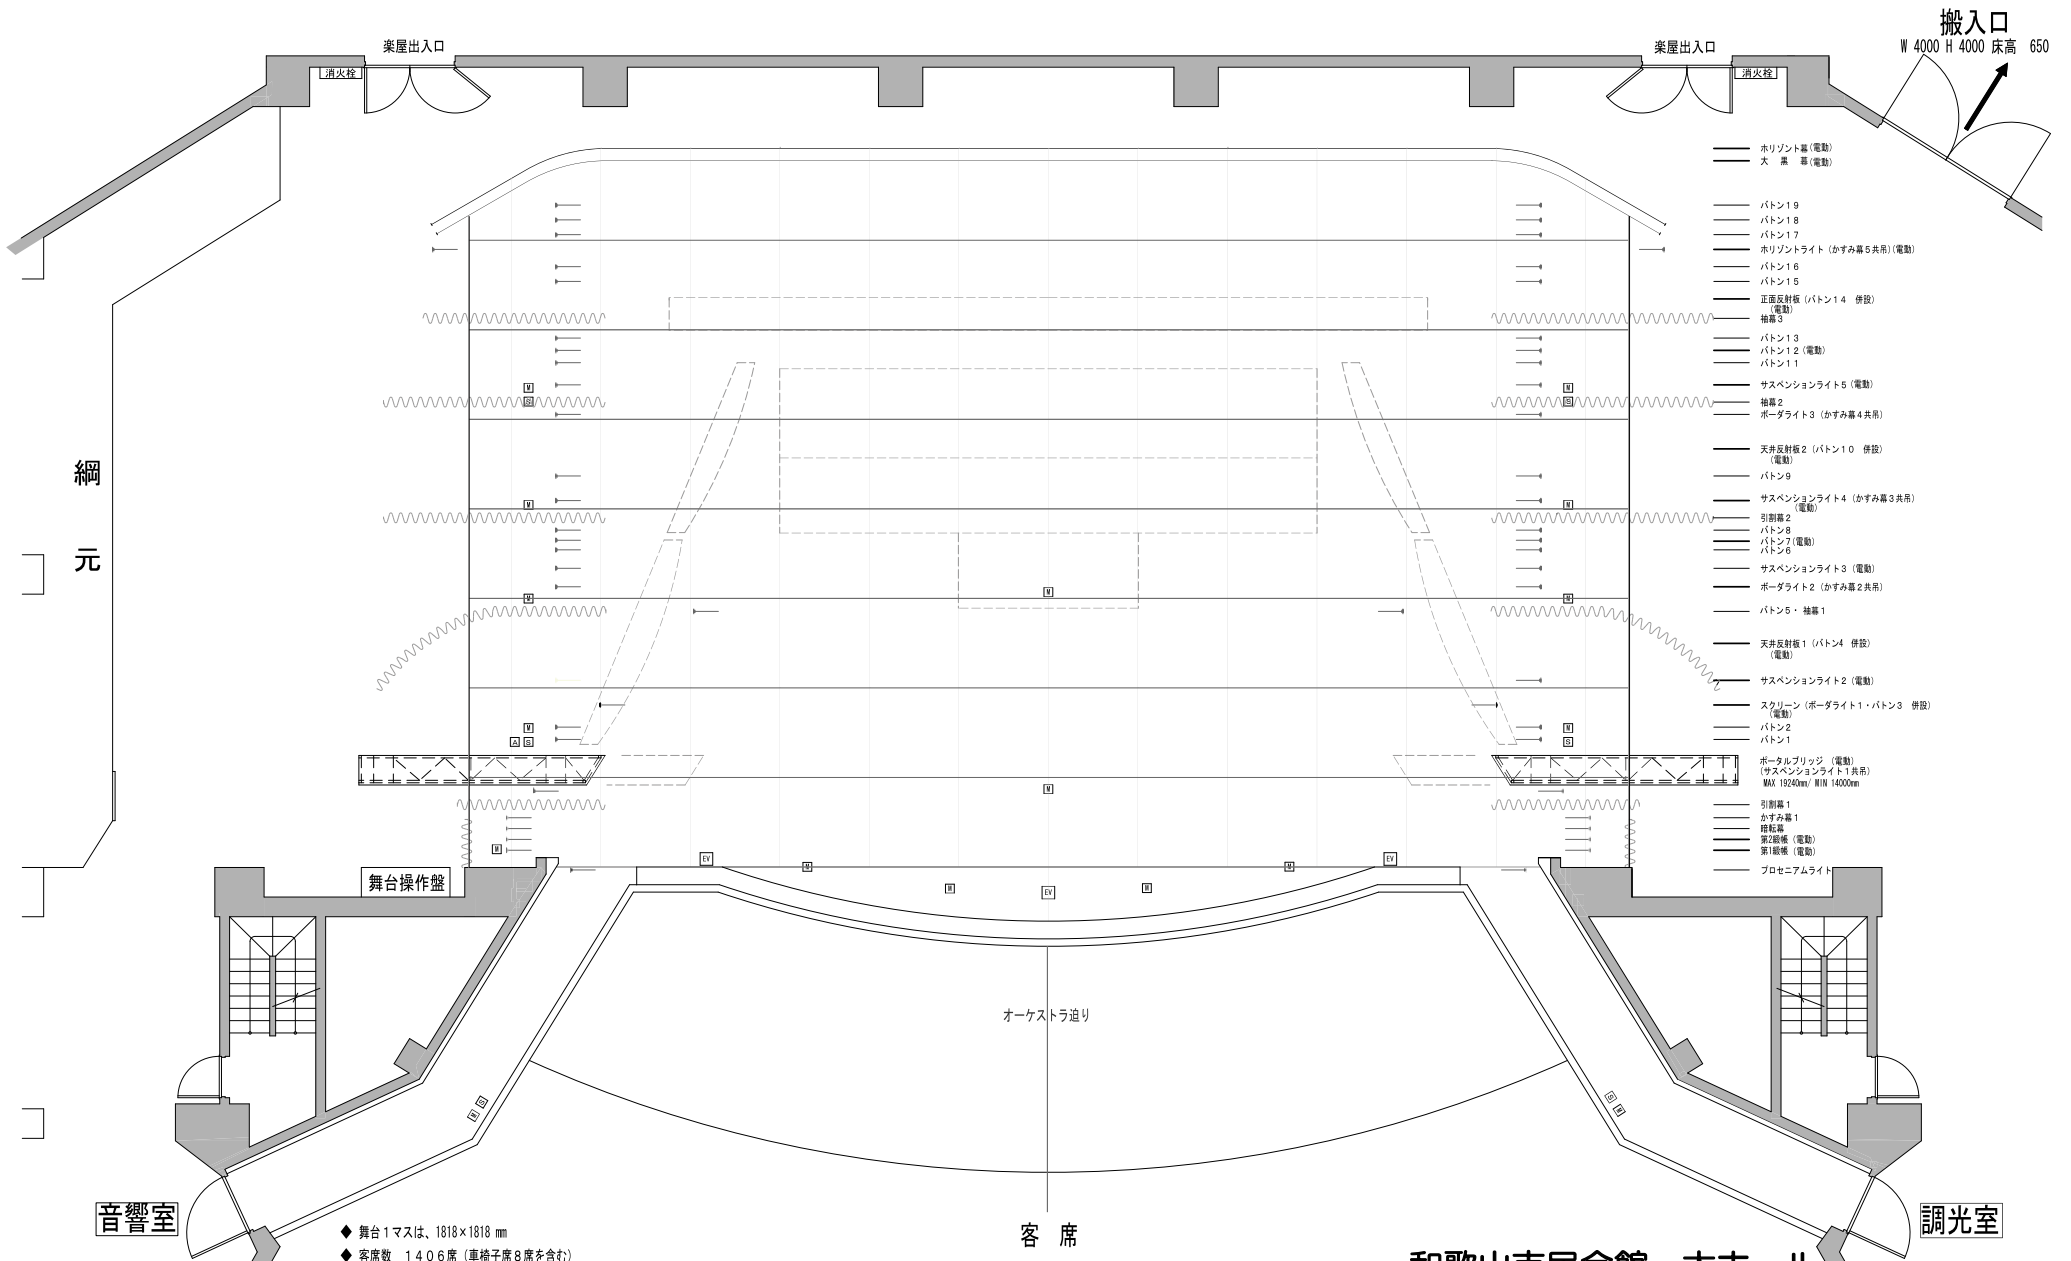 搬入口
W 4000 H 4000 床高 650
楽屋出入口
楽屋出入口
消火栓
消火栓
ホリゾント幕(電動)
大 黒 幕(電動)
バトン19
バトン18
バトン17
ホリゾントライト (かすみ幕5共吊)(電動)
バトン16
バトン15
正面反射板 (バトン14 併設)
(電動)
袖幕3
バトン13
バトン12 (電動)
バトン11
サスペンションライト5 (電動)
袖幕2
ボーダライト3 (かすみ幕4共吊)
天井反射板2 (バトン10 併設)
(電動)
バトン9
サスペンションライト4 (かすみ幕3共吊)
(電動)
引割幕2
バトン8
バトン7(電動)
バトン6
サスペンションライト3 (電動)
ボーダライト2 (かすみ幕2共吊)
バトン5・ 袖幕1
天井反射板1 (バトン4 併設)
(電動)
サスペンションライト2 (電動)
スクリーン (ボーダライト1・バトン3 併設)
(電動)
バトン2
バトン1
ポータルブリッジ (電動)
(サスペンションライト1共吊)
MAX 19240mm/ MIN 14000mm
引割幕1
かすみ幕1
暗転幕
第2緞帳 (電動)
第1緞帳 (電動)
プロセニアムライト
綱
元
M
M
S
S
M
M
M
M
M
M
M
A S
S
M
M
EV
EV
M
M
M
EV
M
舞台操作盤
オーケストラ迫り
M S
S M
音響室
調光室
客 席
◆ 舞台1マスは、1818×1818 mm
◆ 客席数 1406席 (車椅子席8席を含む)
和歌山市民会館 大ホール